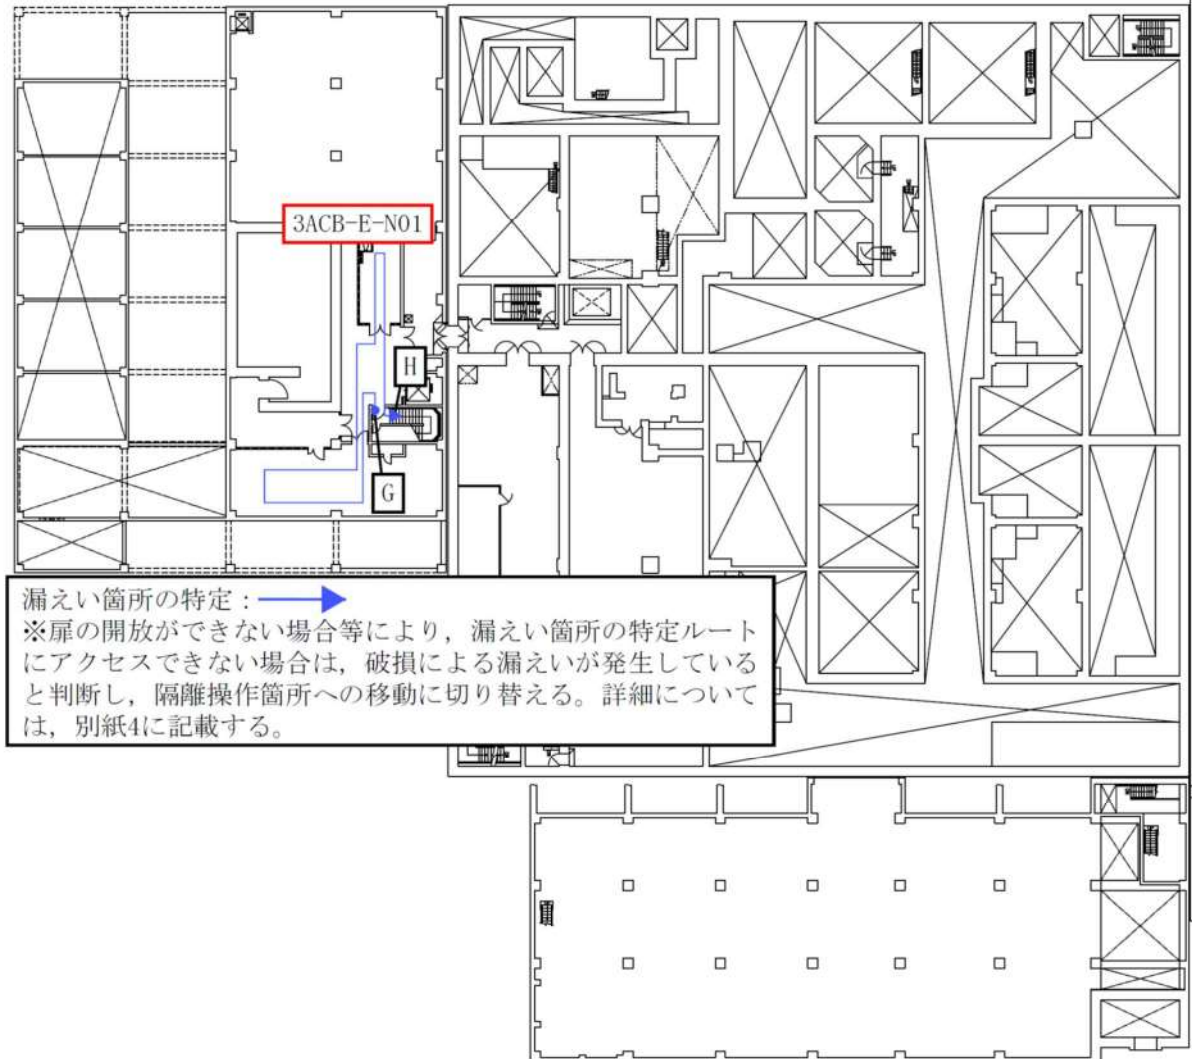 3ACB-E-N01
H
G
漏えい箇所の特定：
※扉の開放ができない場合等により，漏えい箇所の特定ルート
にアクセスできない場合は，破損による漏えいが発生している
と判断し，隔離操作箇所への移動に切り替える。詳細について
は，別紙4に記載する。